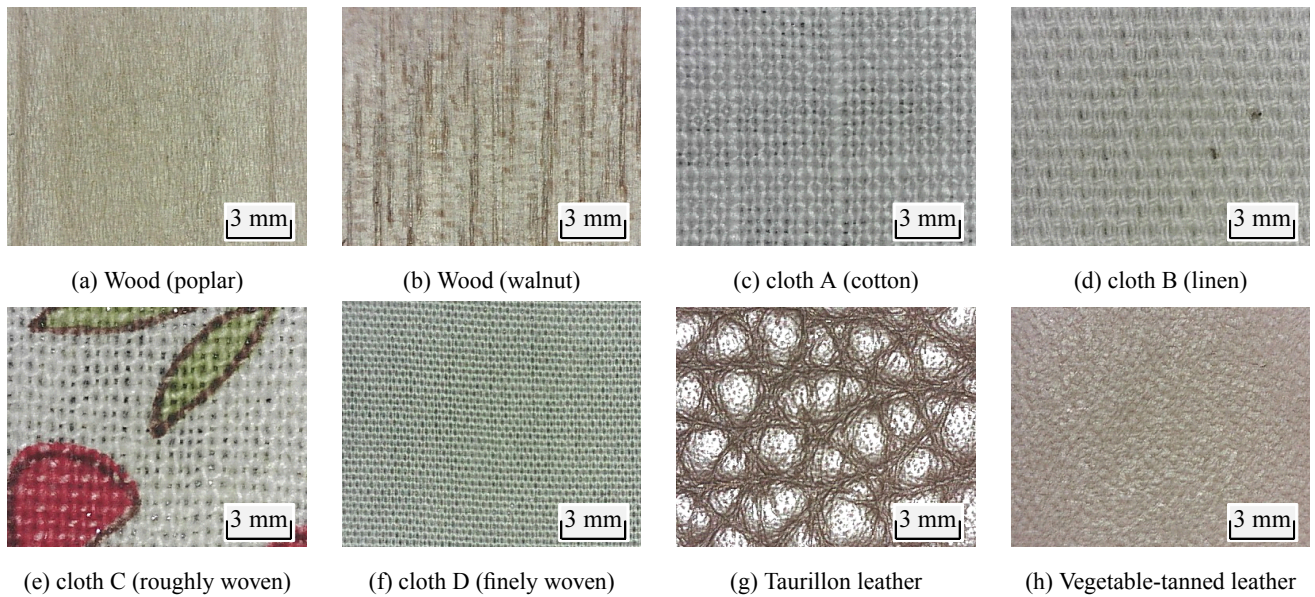 3 mm
3 mm
3 mm
3 mm
(a) Wood (poplar)
(b) Wood (walnut)
(c) cloth A (cotton)
(d) cloth B (linen)
3 mm
3 mm
3 mm
3 mm
(e) cloth C (roughly woven)
(f) cloth D (finely woven)
(g) Taurillon leather
(h) Vegetable-tanned leather